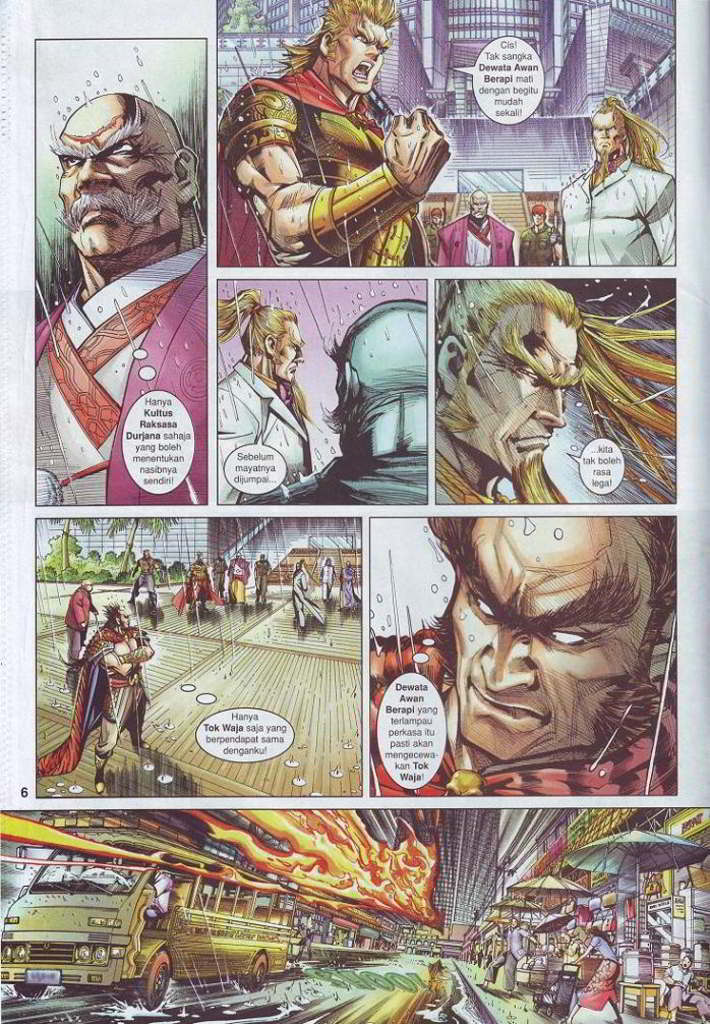 Hanya
Kultus
Raksasa
Durjana sahaja
yang boleh
menentukan
nasibnya
sendiri!
Cis!
Tak sangka
Dewata Awan
Berapi mati
dengan begitu
mudah
sekali!
Sebelum
mayatnya
dijumpai...
...kita
tak boleh
rasa
lega!
Hanya
Tok Waja saja yang
berpendapat sama
denganku!
Dewata
Awan
Berapi yang
terlampau
perkasa itu
pasti akan
mengecewa-
kan Tok
Waja!
6